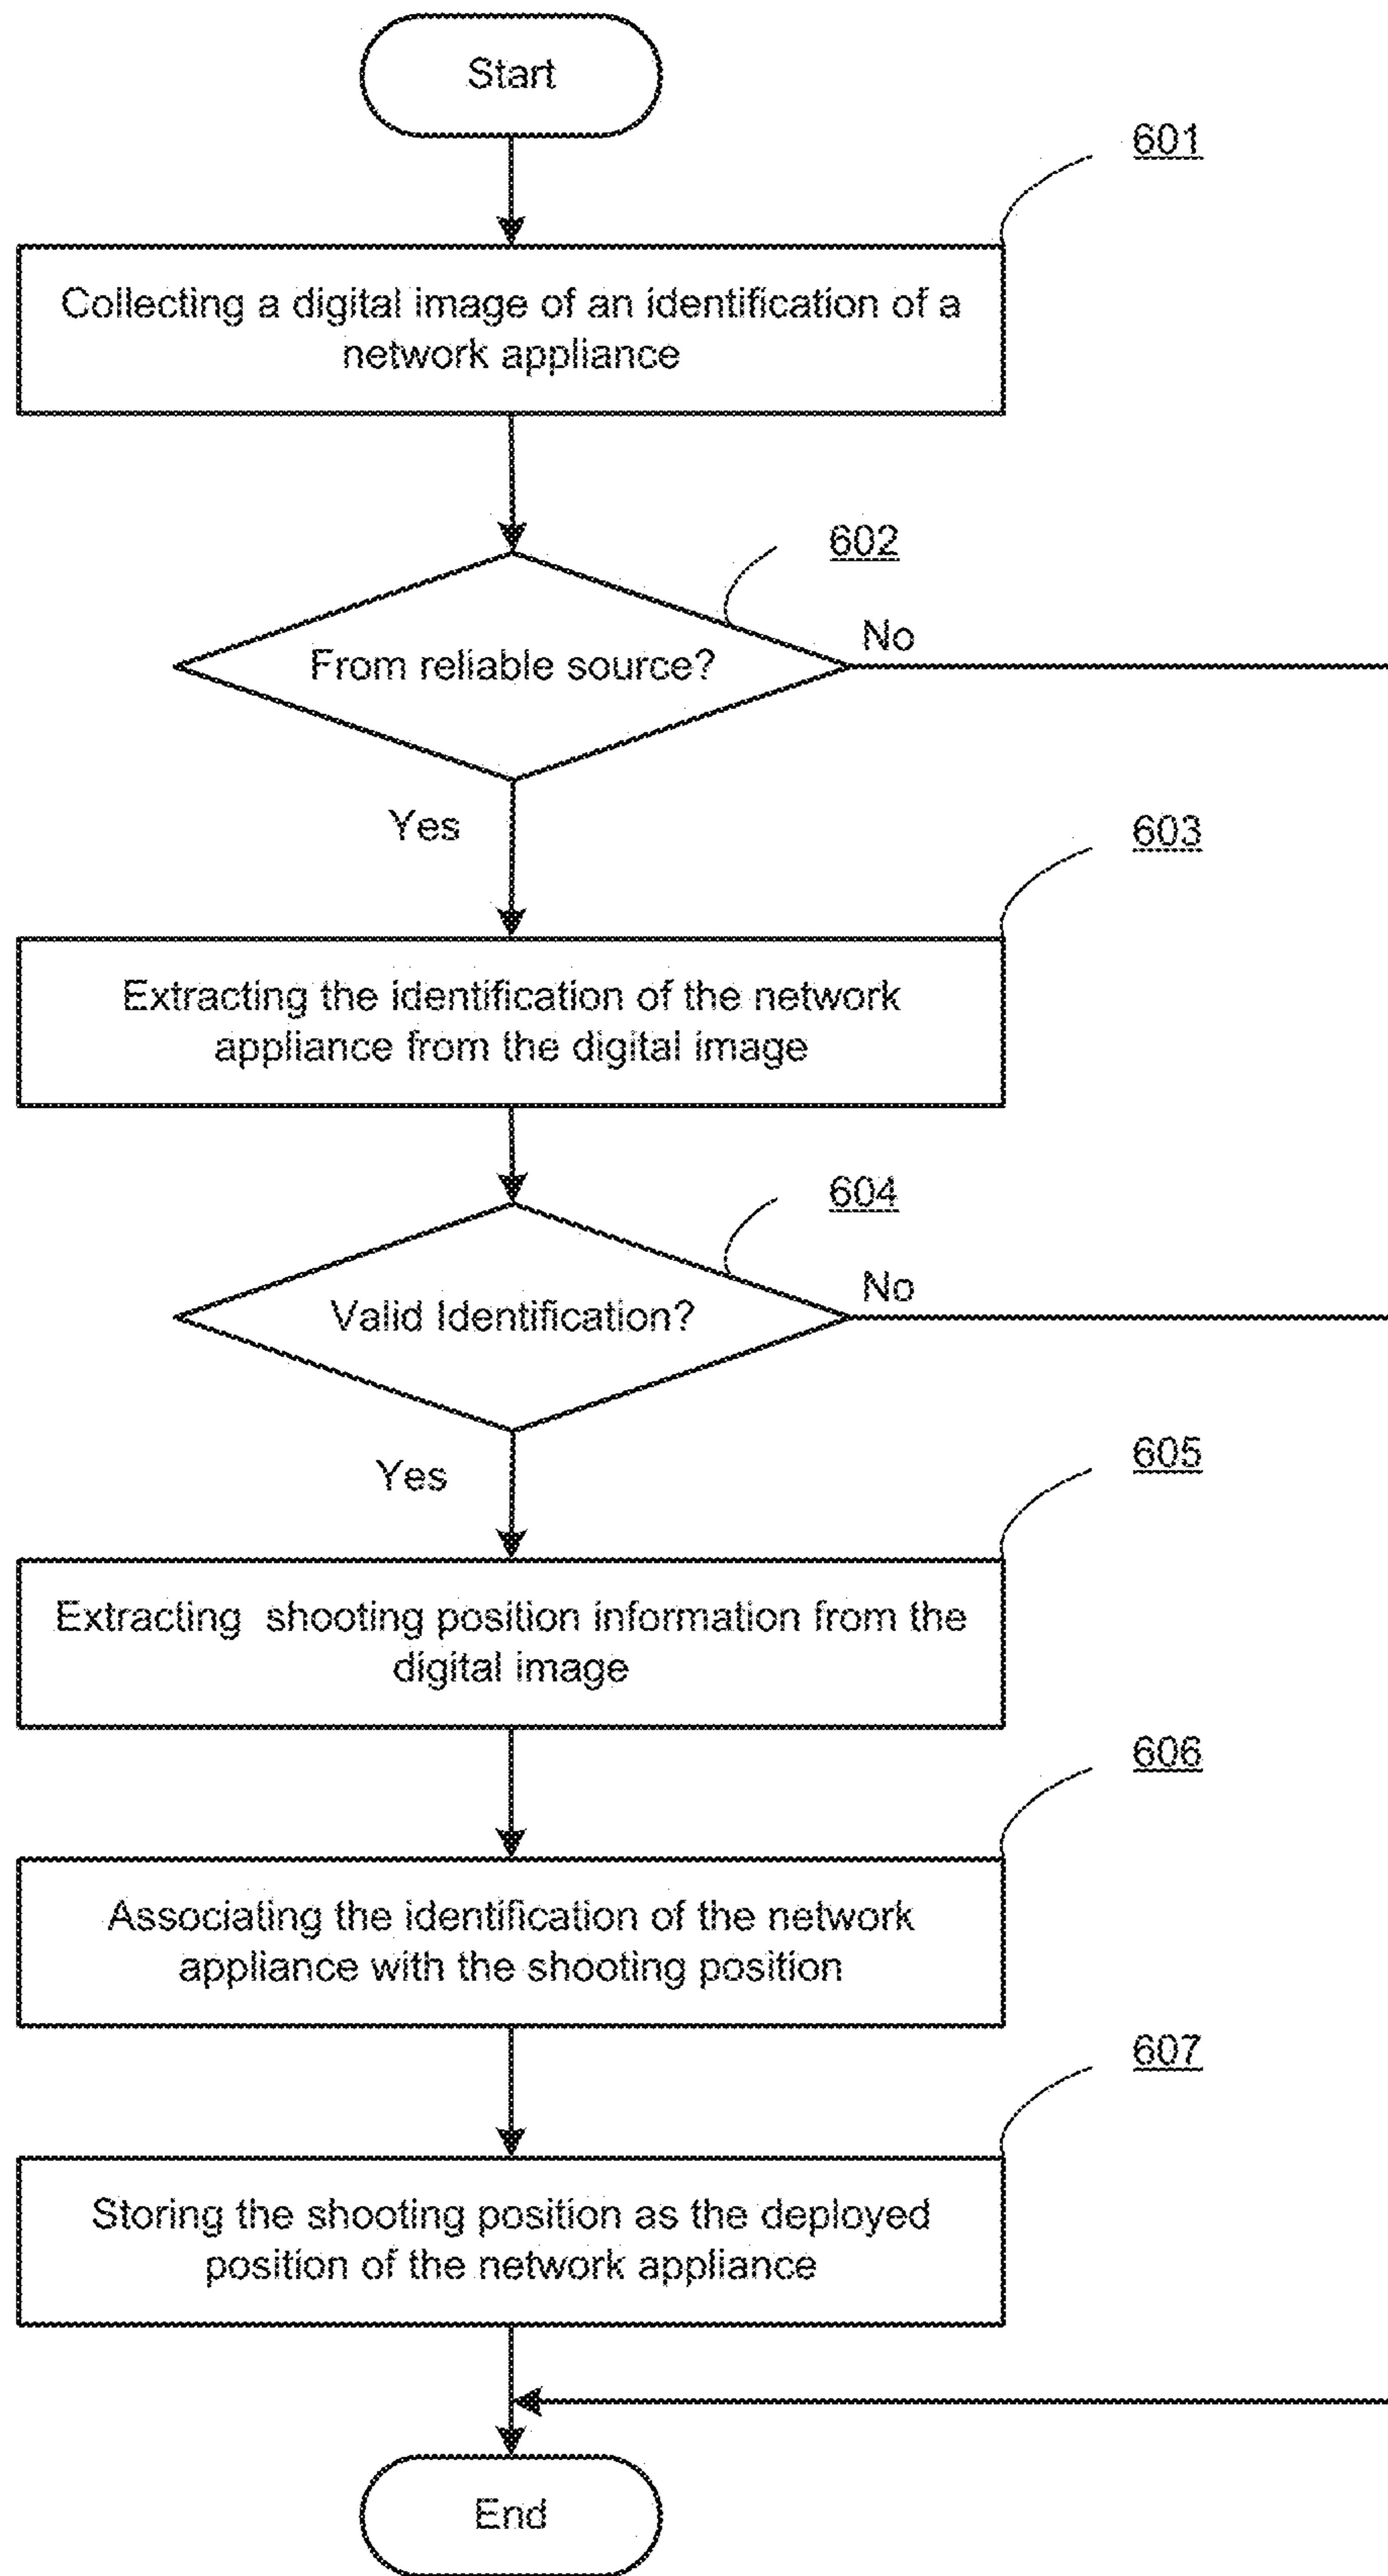 Start
601
Collecting a digital image of an identification of a
network appliance
602
From reliable source?
No
Yes
603
Extracting the identification of the network
appliance from the digital image
604
Valid Identification?
No
Yes
605
Extracting shooting position information from the
digital image
606
Associating the identification of the network
appliance with the shooting position
607
Storing the shooting position as the deployed
position of the network appliance
End